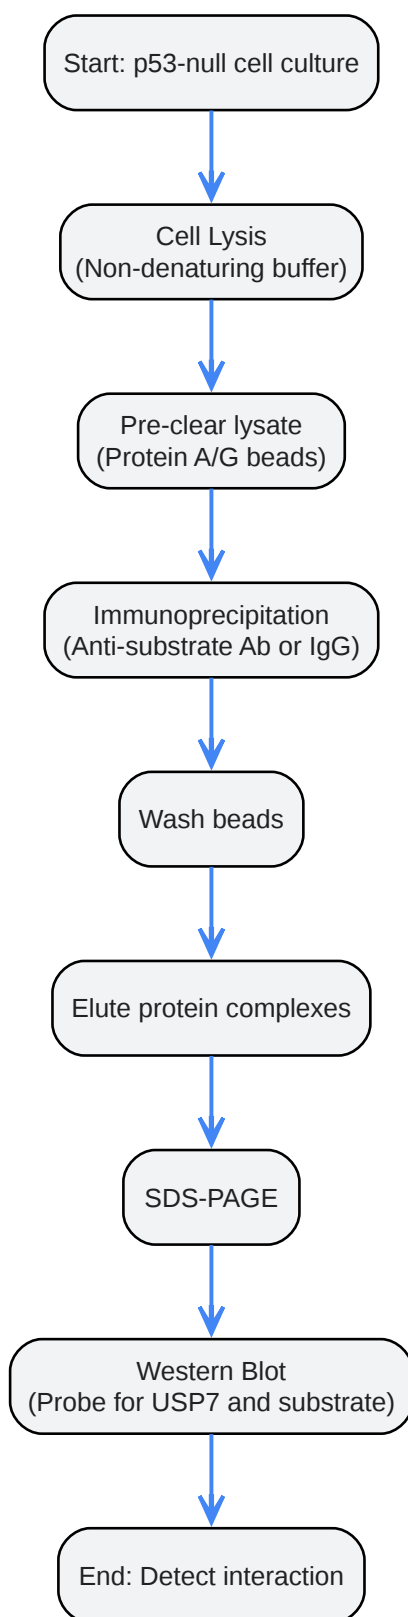 Start: p53-null cell culture
Cell Lysis
(Non-denaturing buffer)
Pre-clear lysate
(Protein A/G beads)
Immunoprecipitation
(Anti-substrate Ab or IgG)
Wash beads
Elute protein complexes
SDS-PAGE
Western Blot
(Probe for USP7 and substrate)
End: Detect interaction